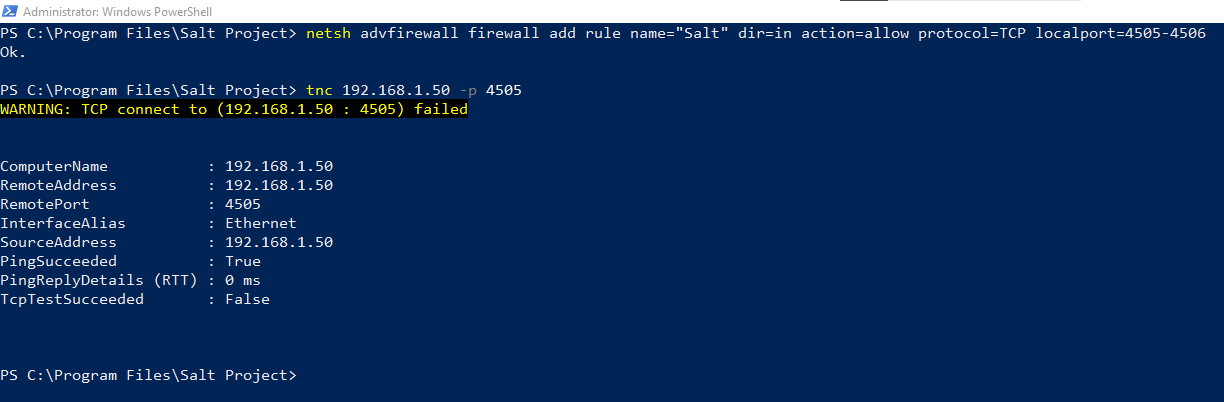 Administrator: Windows PowerShell
PS C:\Program Files\Salt Project> netsh advfirewall firewall add rule name="Salt" dir=in action=allow protocol=TCP localport=4505-4506
Ok.
PS C:\Program Files\Salt Project> tnc 192.168.1.50 -p 4505
WARNING: TCP connect to (192.168.1.50 : 4505) failed
ComputerName           : 192.168.1.50
RemoteAddress          : 192.168.1.50
RemotePort             : 4505
InterfaceAlias         : Ethernet
SourceAddress          : 192.168.1.50
PingSucceeded          : True
PingReplyDetails (RTT) : 0 ms
TcpTestSucceeded       : False
PS C:\Program Files\Salt Project>